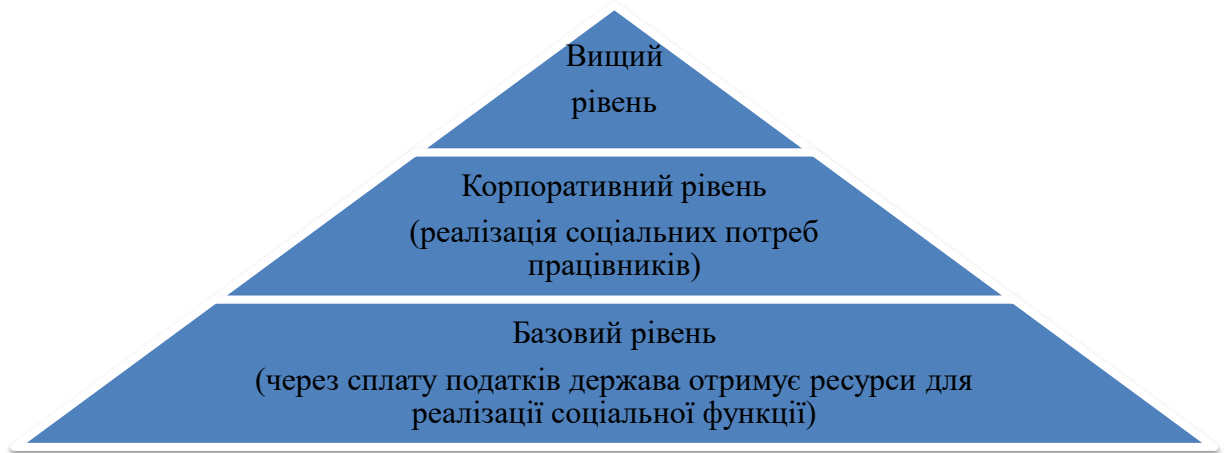 Вищий
рівень
Корпоративний рівень
(реалізація соціальних потреб
працівників)
Базовий рівень
(через сплату податків держава отримує ресурси для
реалізації соціальної функції)